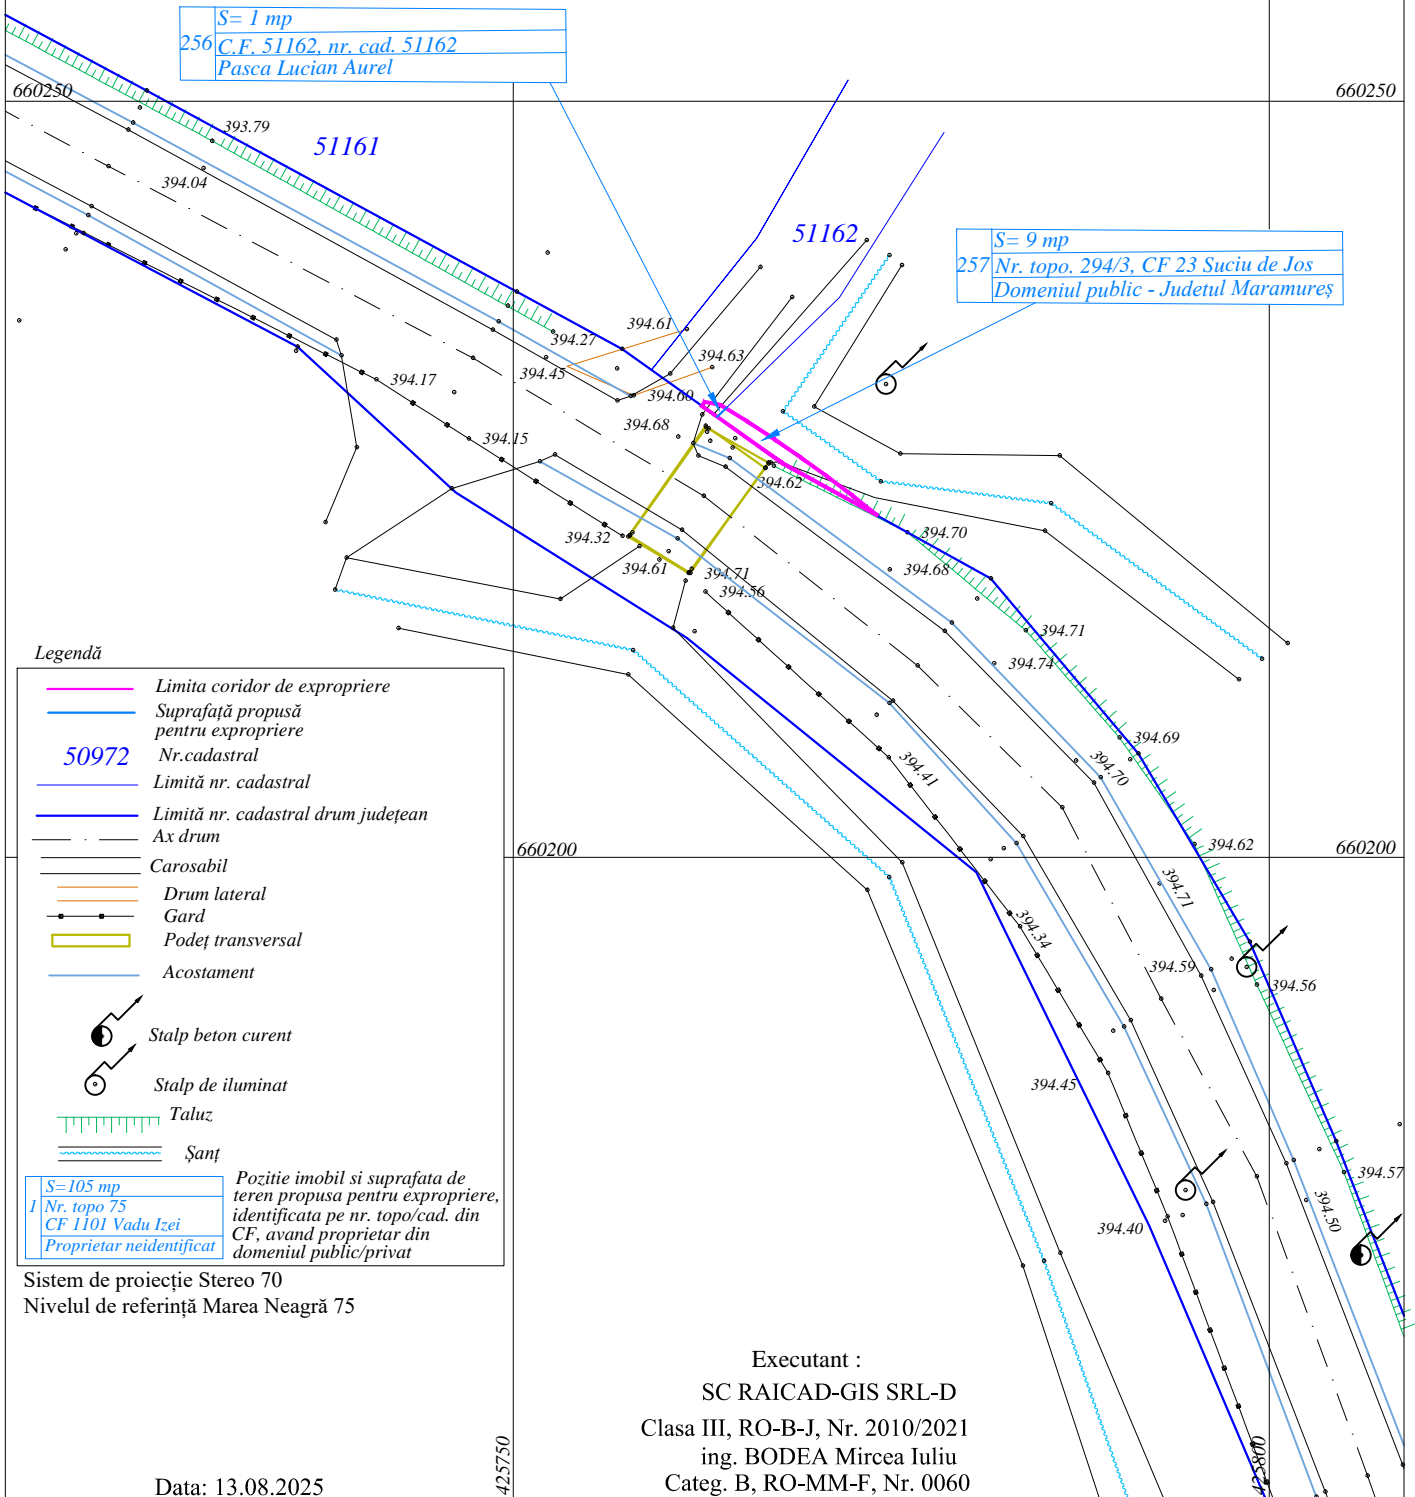 S= 1 mp
256
C.F. 51162, nr. cad. 51162
Pasca Lucian Aurel
660250
660250
393.79
51161
394.04
51162
S= 9 mp
257
Nr. topo. 294/3, CF 23 Suciu de Jos
Domeniul public - Judetul Maramureș
394.61
394.27
394.63
394.45
394.17
394.60
394.68
394.15
394.62
394.32
394.70
394.61
394.71
394.68
394.56
394.71
394.74
394.69
394.70
394.41
394.62
660200
660200
394.71
394.34
394.59
394.56
394.45
394.57
394.50
394.40
Legendă
Limita coridor de expropriere
Suprafață propusă
pentru expropriere
50972
Nr.cadastral
Limită nr. cadastral
Limită nr. cadastral drum județean
Ax drum
Carosabil
Drum lateral
Gard
Podeț transversal
Acostament
Stalp beton curent
Stalp de iluminat
Taluz
Șanț
S=105 mp
1
Nr. topo 75
CF 1101 Vadu Izei
Proprietar neidentificat
Pozitie imobil si suprafata de
teren propusa pentru expropriere,
identificata pe nr. topo/cad. din
CF, avand proprietar din
domeniul public/privat
Sistem de proiecție Stereo 70
Nivelul de referință Marea Neagră 75
Executant :
SC RAICAD-GIS SRL-D
Clasa III, RO-B-J, Nr. 2010/2021
ing. BODEA Mircea Iuliu
Categ. B, RO-MM-F, Nr. 0060
425750
425800
Data: 13.08.2025